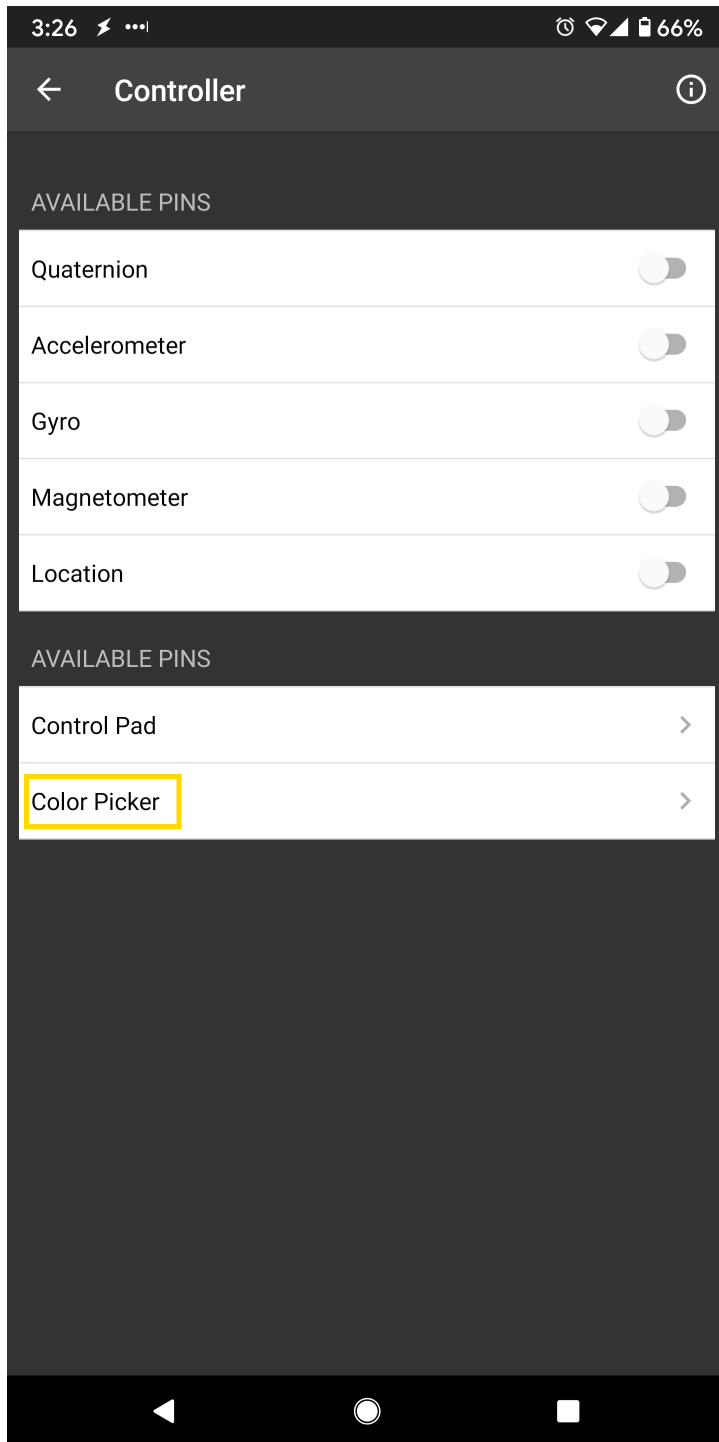 3:26
66%
Controller
AVAILABLE PINS
Quaternion
Accelerometer
Gyro
Magnetometer
Location
AVAILABLE PINS
Control Pad
Color Picker